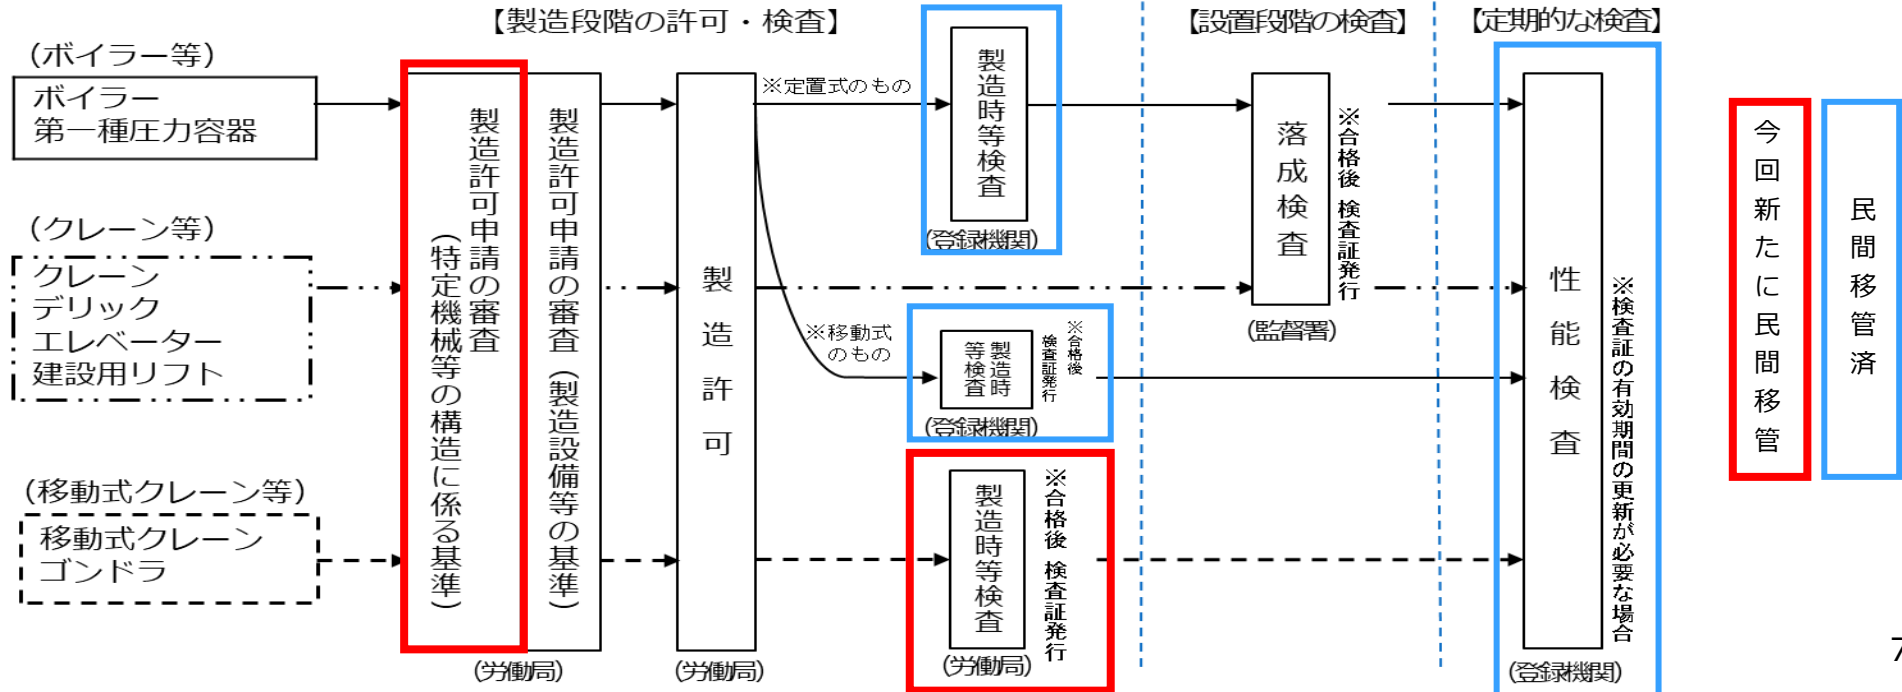 【製造段階の許可・検査】
【設置段階の検査】
【定期的な検査】
(ボイラー等)
ボイラー
第一種圧力容器
(クレーン等)
クレーン
デリック
エレベーター
建設用リフト
(移動式クレーン等)
移動式クレーン
ゴンドラ
製造許可申請の審査
(特定機械等の構造に係る基準)
製造許可申請の審査(製造設備等の基準)
(労働局)
製造許可
(労働局)
※定置式のもの
製造時等検査
(登録機関)
※移動式
のもの
製造時
等検査
※合格後
検査証発行
(登録機関)
製造時等検査
※合格後 検査証発行
(労働局)
落成検査
※合格後 検査証発行
(監督署)
性能検査
※検査証の有効期間の更新が必要な場合
(登録機関)
今回新たに民間移管
民間移管済
7